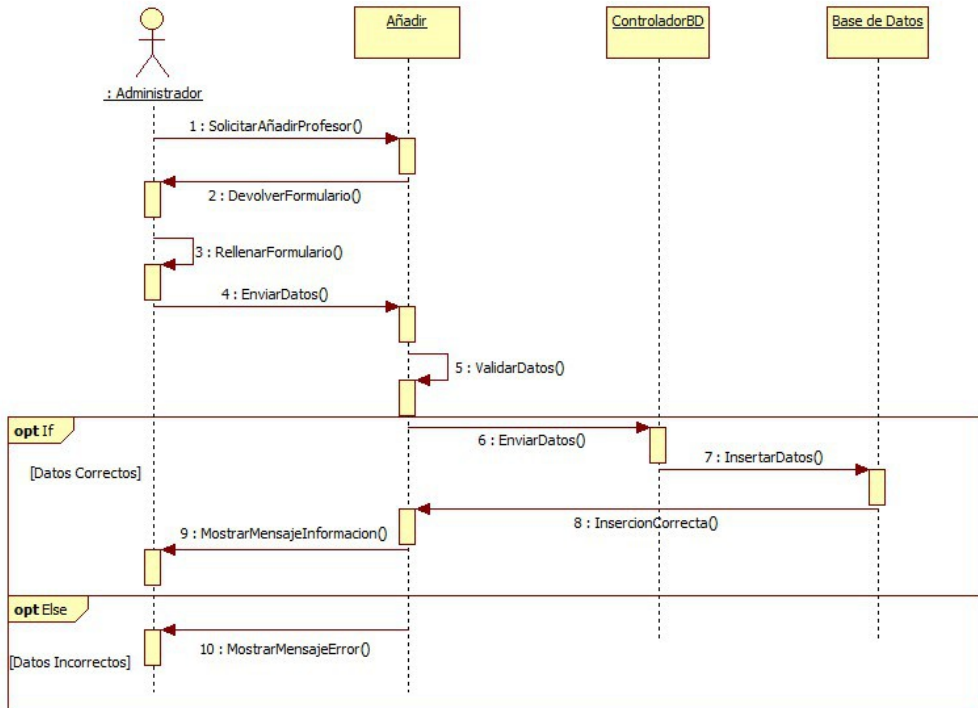 Añadir
ControladorBD
Base de Datos
: Administrador
1 : SolicitarAñadirProfesor()
2 : DevolverFormulario()
3 : RellenarFormulario()
4 : EnviarDatos()
5 : ValidarDatos()
opt If
6 : EnviarDatos()
[Datos Correctos]
7 : InsertarDatos()
8 : InsercionCorrecta()
9 : MostrarMensajeInformacion()
opt Else
10 : MostrarMensajeError()
[Datos Incorrectos]